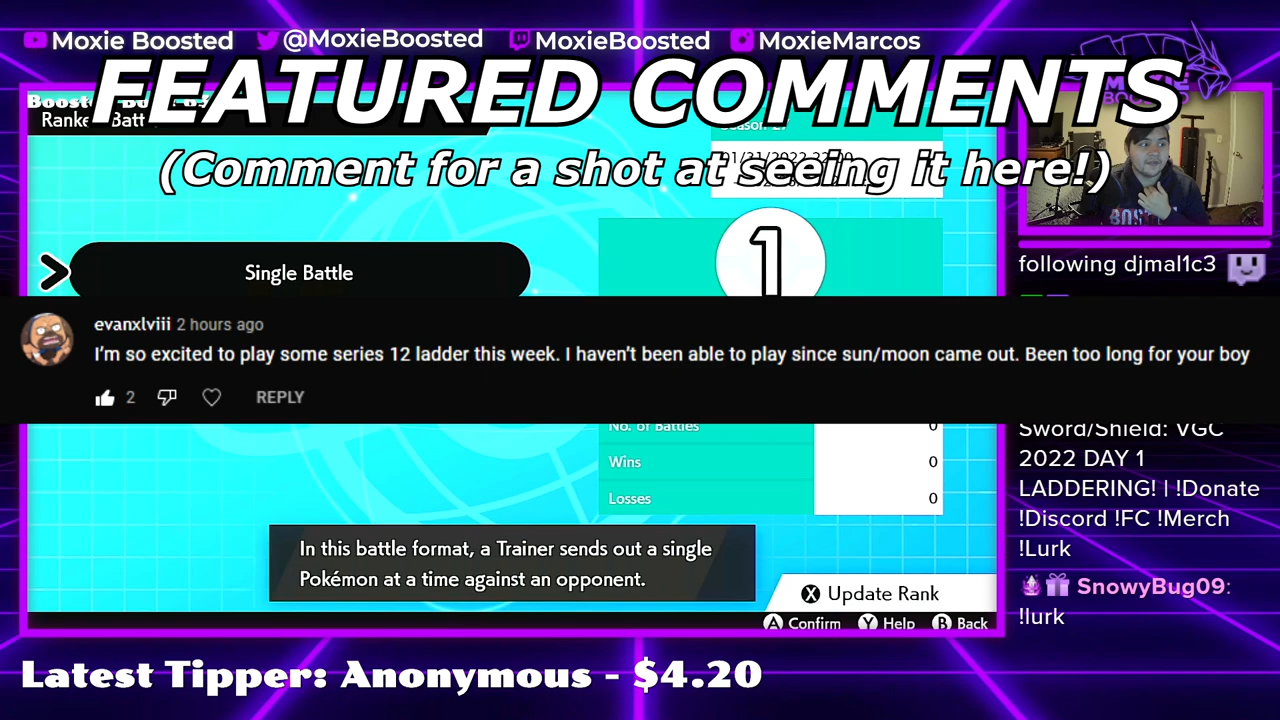 Moxie Boosted @MoxieBoosted MoxieBoosted MoxieMarcos
FEATURED COMMENTS
(Comment for a shot at seeing it here!)
Single Battle
1
following djmal1c3
evanxlviii 2 hours ago
I'm so excited to play some series 12 ladder this week. I haven't been able to play since sun/moon came out. Been too long for your boy
2 REPLY
No. of Battles 0
Wins 0
Losses 0
In this battle format, a Trainer sends out a single
Pokémon at a time against an opponent.
X Update Rank
A Confirm Y Help B Back
Sword/Shield: VGC
2022 DAY 1
LADDERING! | !Donate
!Discord !FC !Merch
!Lurk
SnowyBug09:
!lurk
Latest Tipper: Anonymous - $4.20